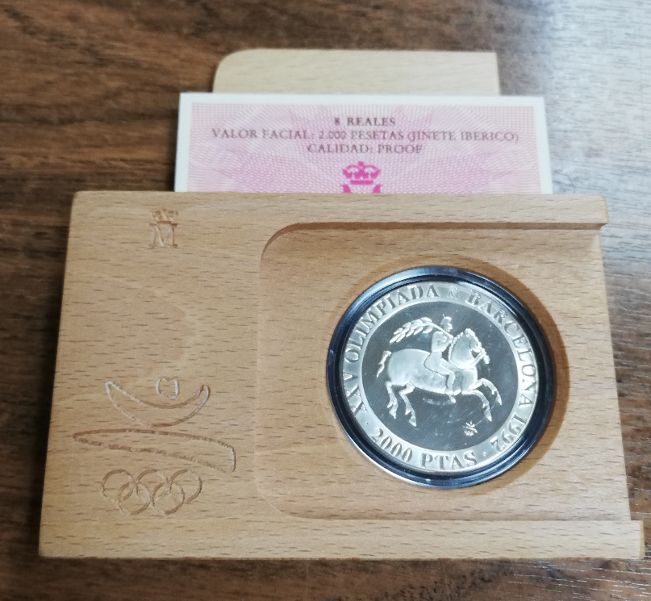 8 REALES
VALOR FACIAL: 2.000 PESETAS (JINETE IBERICO)
CALIDAD: PROOF
M
XXV OLIMPIADA BARCELONA 1992
· 2000 PTAS ·